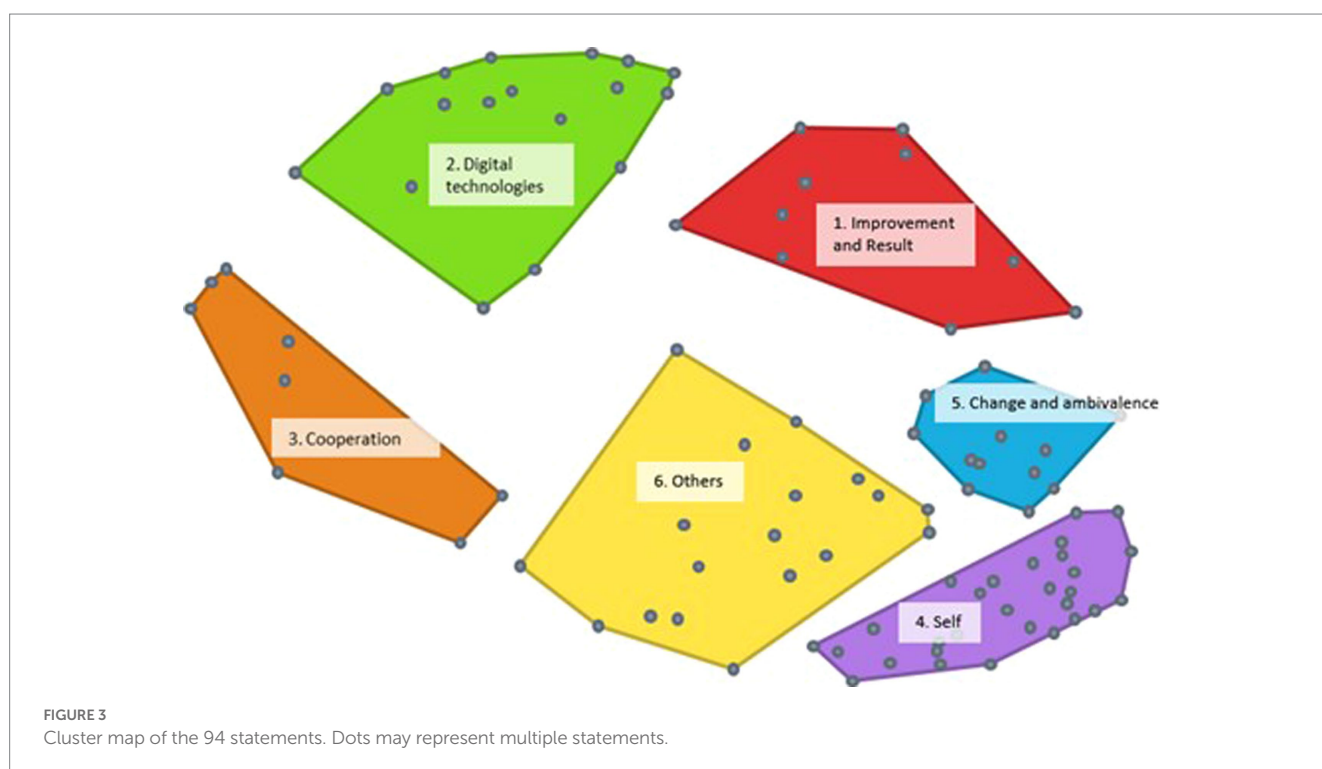 2. Digital
technologies
1. Improvement
and Result
5. Change and ambivalence
3. Cooperation
6. Others
4. Self
FIGURE 3
Cluster map of the 94 statements. Dots may represent multiple statements.